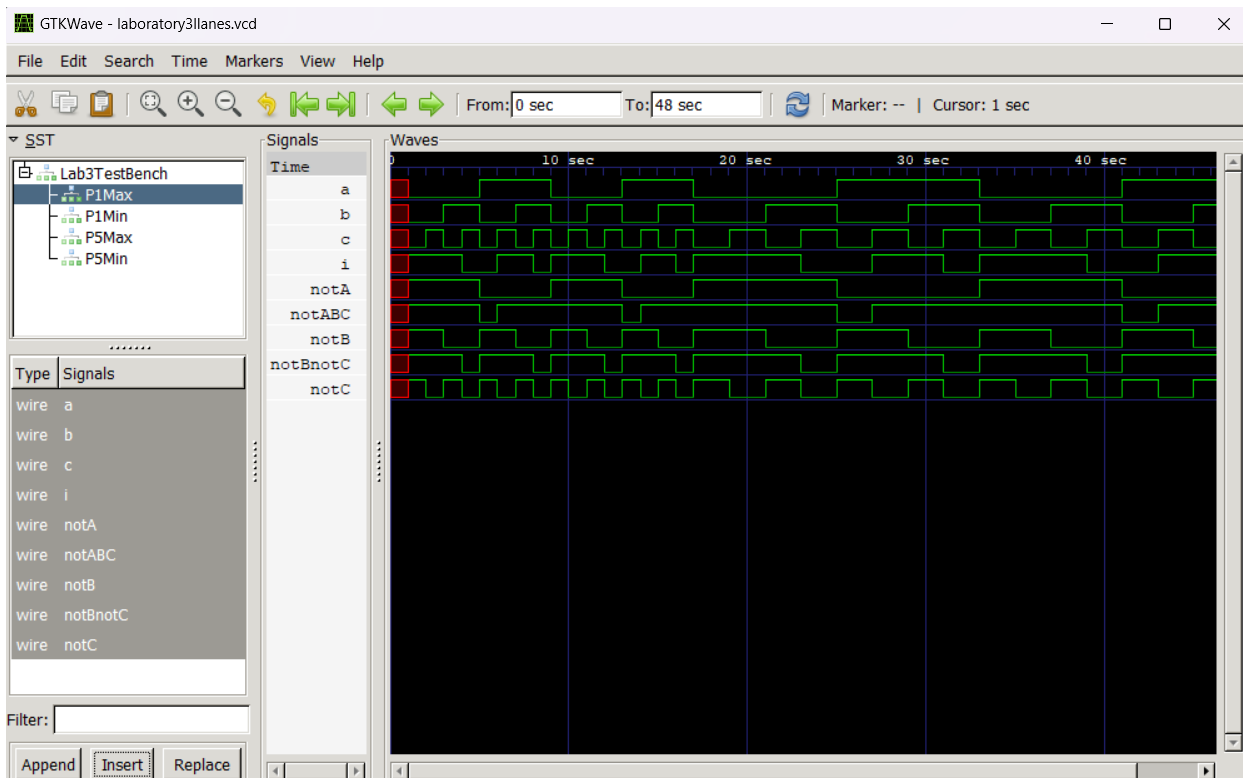 GTKWave - laboratory3llanes.vcd
File Edit Search Time Markers View Help
From: 0 sec To: 48 sec Marker: -- | Cursor: 1 sec
SST
Lab3TestBench
P1Max
P1Min
P5Max
P5Min
Type Signals
wire a
wire b
wire c
wire i
wire notA
wire notABC
wire notB
wire notBnotC
wire notC
Filter:
Append Insert Replace
Signals
Time
a
b
c
i
notA
notABC
notB
notBnotC
notC
Waves
0 10 sec 20 sec 30 sec 40 sec